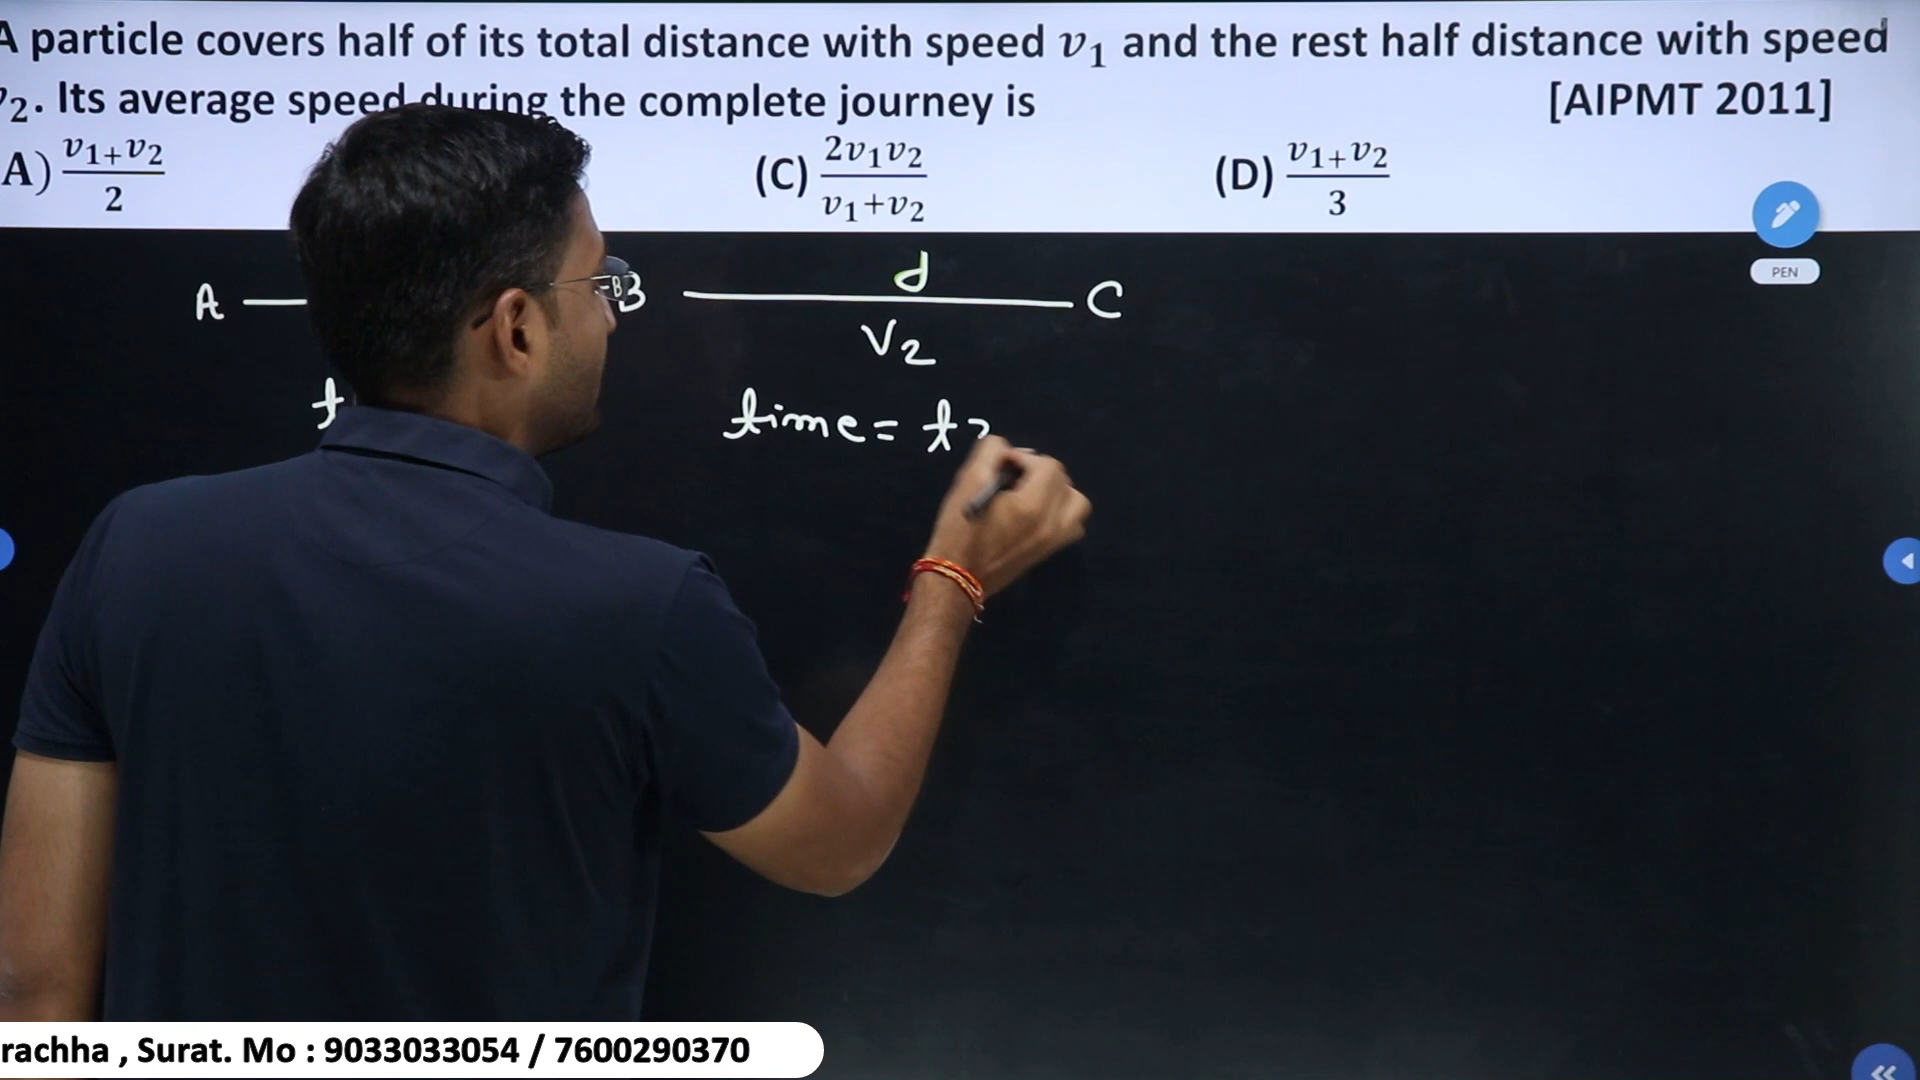 A particle covers half of its total distance with speed v₁ and the rest half distance with speed
v₂. Its average speed during the complete journey is [AIPMT 2011]
A) v₁+v₂/2 (C) 2v₁v₂/v₁+v₂ (D) v₁+v₂/3
PEN
A B d C
V₂
t time = t₂
rachha , Surat. Mo : 9033033054 / 7600290370